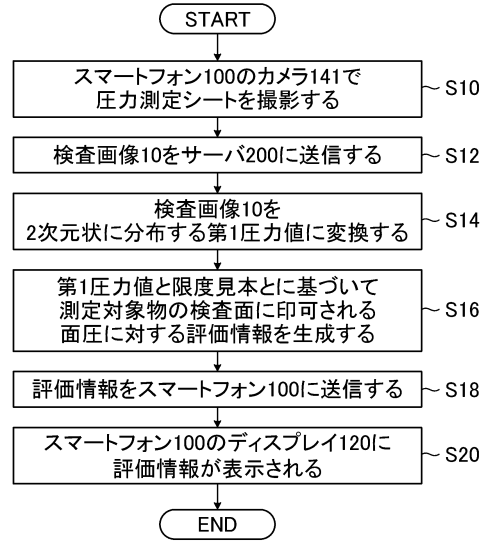 START
スマートフォン100のカメラ141で
圧力測定シートを撮影する
S10
検査画像10をサーバ200に送信する
S12
検査画像10を
2次元状に分布する第1圧力値に変換する
S14
第1圧力値と限度見本とに基づいて
測定対象物の検査面に印可される
面圧に対する評価情報を生成する
S16
評価情報をスマートフォン100に送信する
S18
スマートフォン100のディスプレイ120に
評価情報が表示される
S20
END